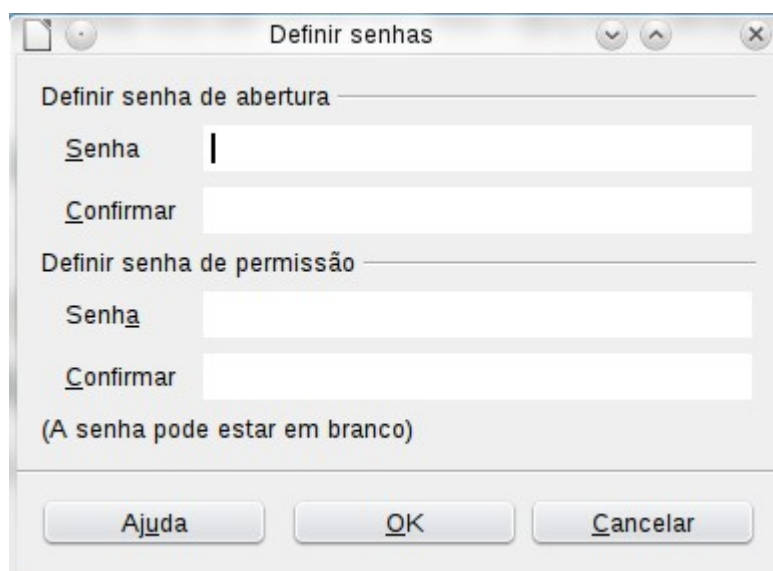 Definir senhas
Definir senha de abertura
Senha
Confirmar
Definir senha de permissão
Senha
Confirmar
(A senha pode estar em branco)
Ajuda OK Cancelar